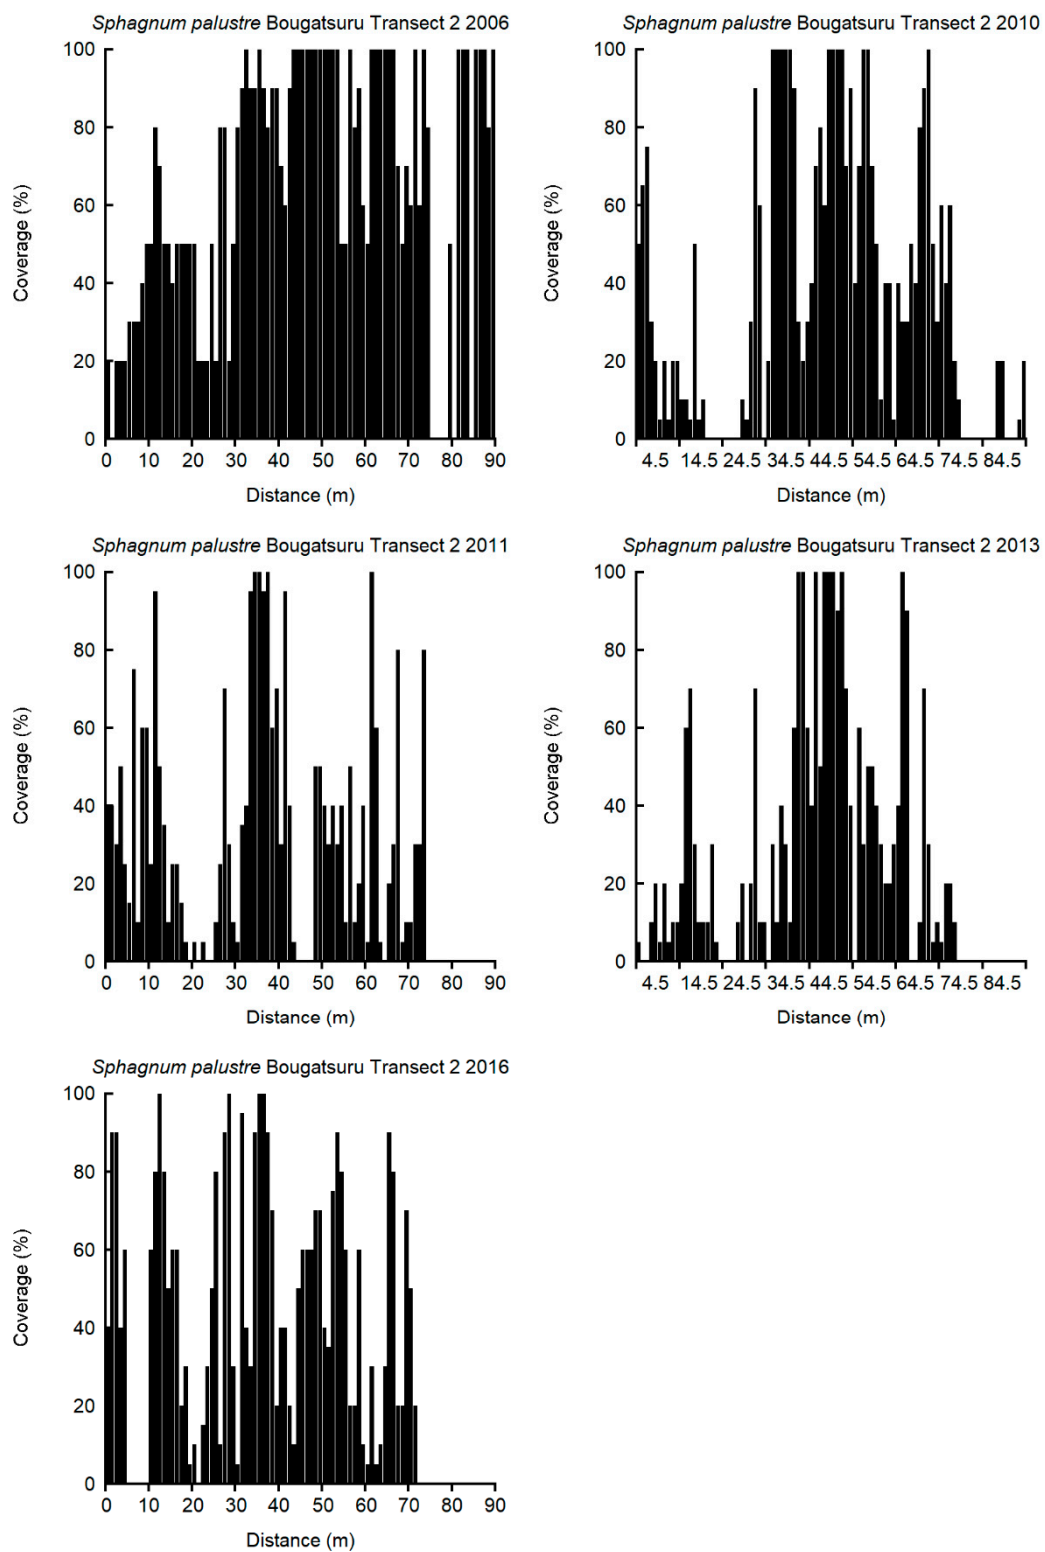 Sphagnum palustre Bougatsuru Transect 2 2006
100
80
60
40
20
0
Coverage (%)
0 10 20 30 40 50 60 70 80 90
Distance (m)
Sphagnum palustre Bougatsuru Transect 2 2010
100
80
60
40
20
0
Coverage (%)
4.5 14.5 24.5 34.5 44.5 54.5 64.5 74.5 84.5
Distance (m)
Sphagnum palustre Bougatsuru Transect 2 2011
100
80
60
40
20
0
Coverage (%)
0 10 20 30 40 50 60 70 80 90
Distance (m)
Sphagnum palustre Bougatsuru Transect 2 2013
100
80
60
40
20
0
Coverage (%)
4.5 14.5 24.5 34.5 44.5 54.5 64.5 74.5 84.5
Distance (m)
Sphagnum palustre Bougatsuru Transect 2 2016
100
80
60
40
20
0
Coverage (%)
0 10 20 30 40 50 60 70 80 90
Distance (m)